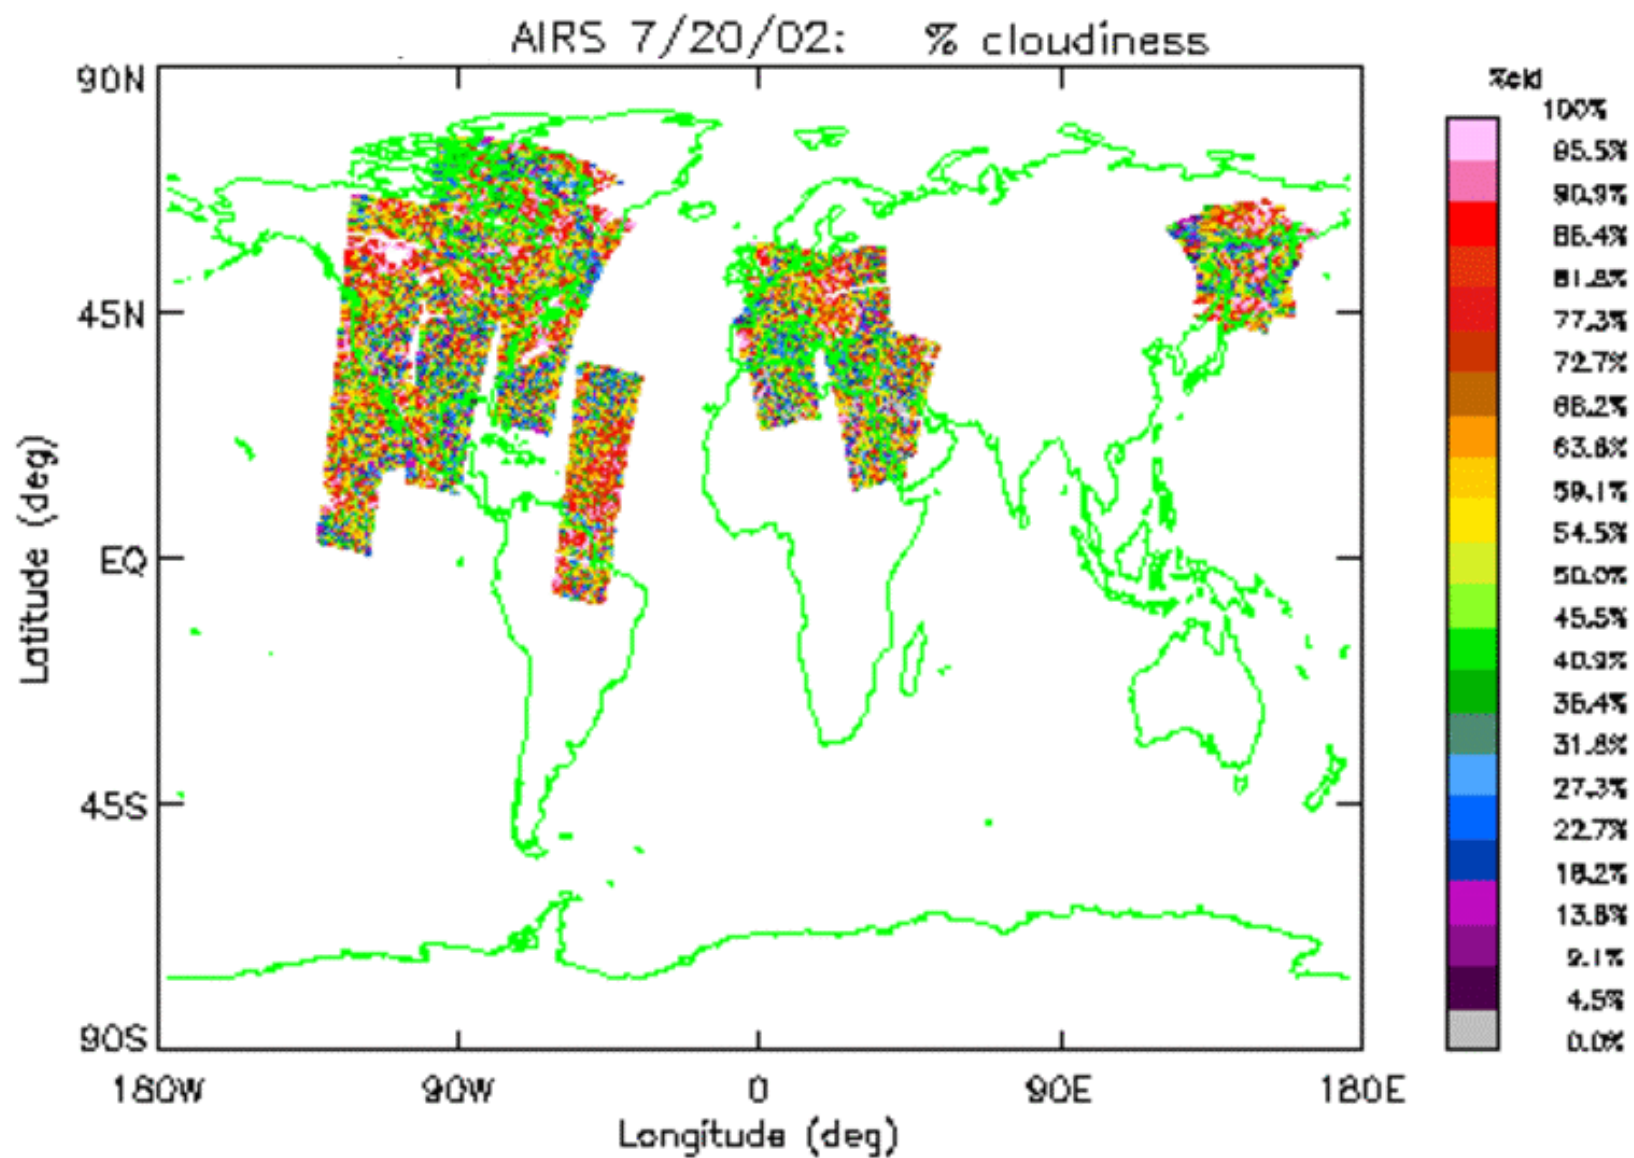 AIRS 7/20/02: % cloudiness
%cld
90N
45N
EQ
45S
90S
Latitude (deg)
180W
90W
0
90E
180E
Longitude (deg)
100%
95.5%
90.9%
86.4%
81.8%
77.3%
72.7%
68.2%
63.6%
59.1%
54.5%
50.0%
45.5%
40.9%
36.4%
31.8%
27.3%
22.7%
18.2%
13.6%
9.1%
4.5%
0.0%